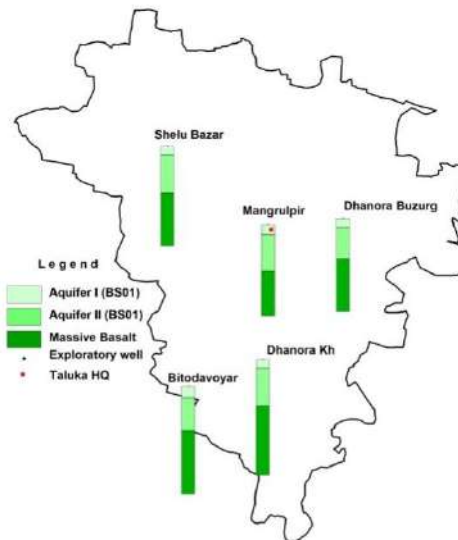 Shelu Bazar
Mangrulpir
Dhanora Buzurg
Legend
Aquifer I (BS01)
Aquifer II (BS01)
Massive Basalt
Exploratory well
Taluka HQ
Bitodavoyar
Dhanora Kh